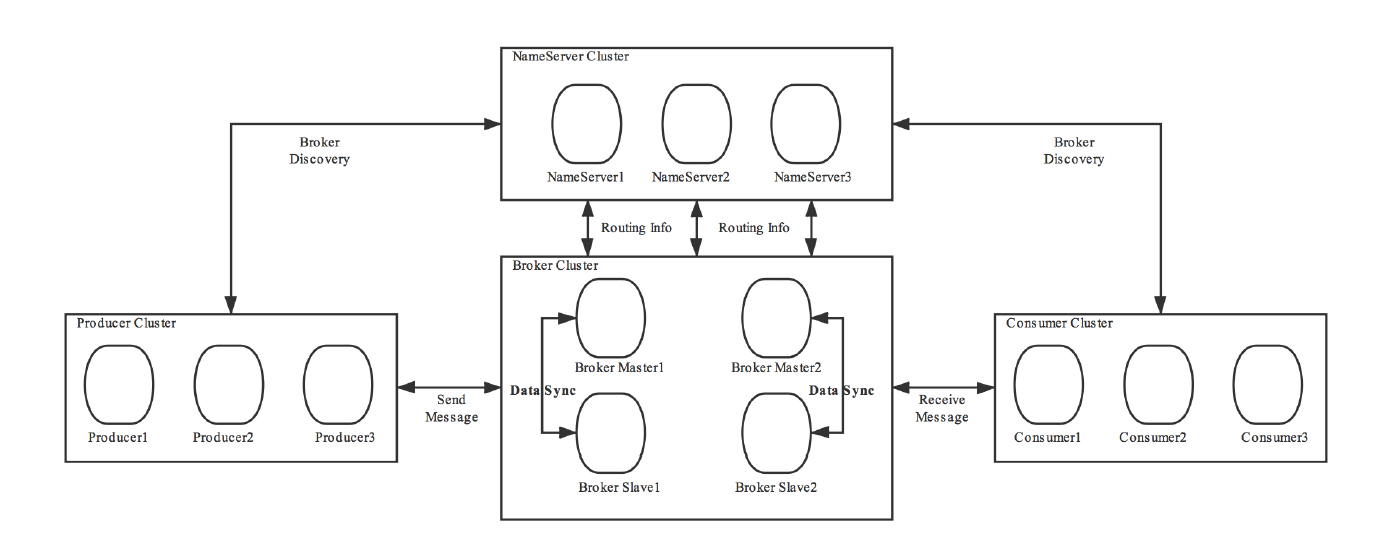 NameServer Cluster
NameServer1
NameServer2
NameServer3
Broker
Discovery
Broker
Discovery
Routing Info
Routing Info
Broker Cluster
Broker Master1
Broker Master2
Data Sync
Data Sync
Broker Slave1
Broker Slave2
Producer Cluster
Producer1
Producer2
Producer3
Send
Message
Receive
Message
Consumer Cluster
Consumer1
Consumer2
Consumer3